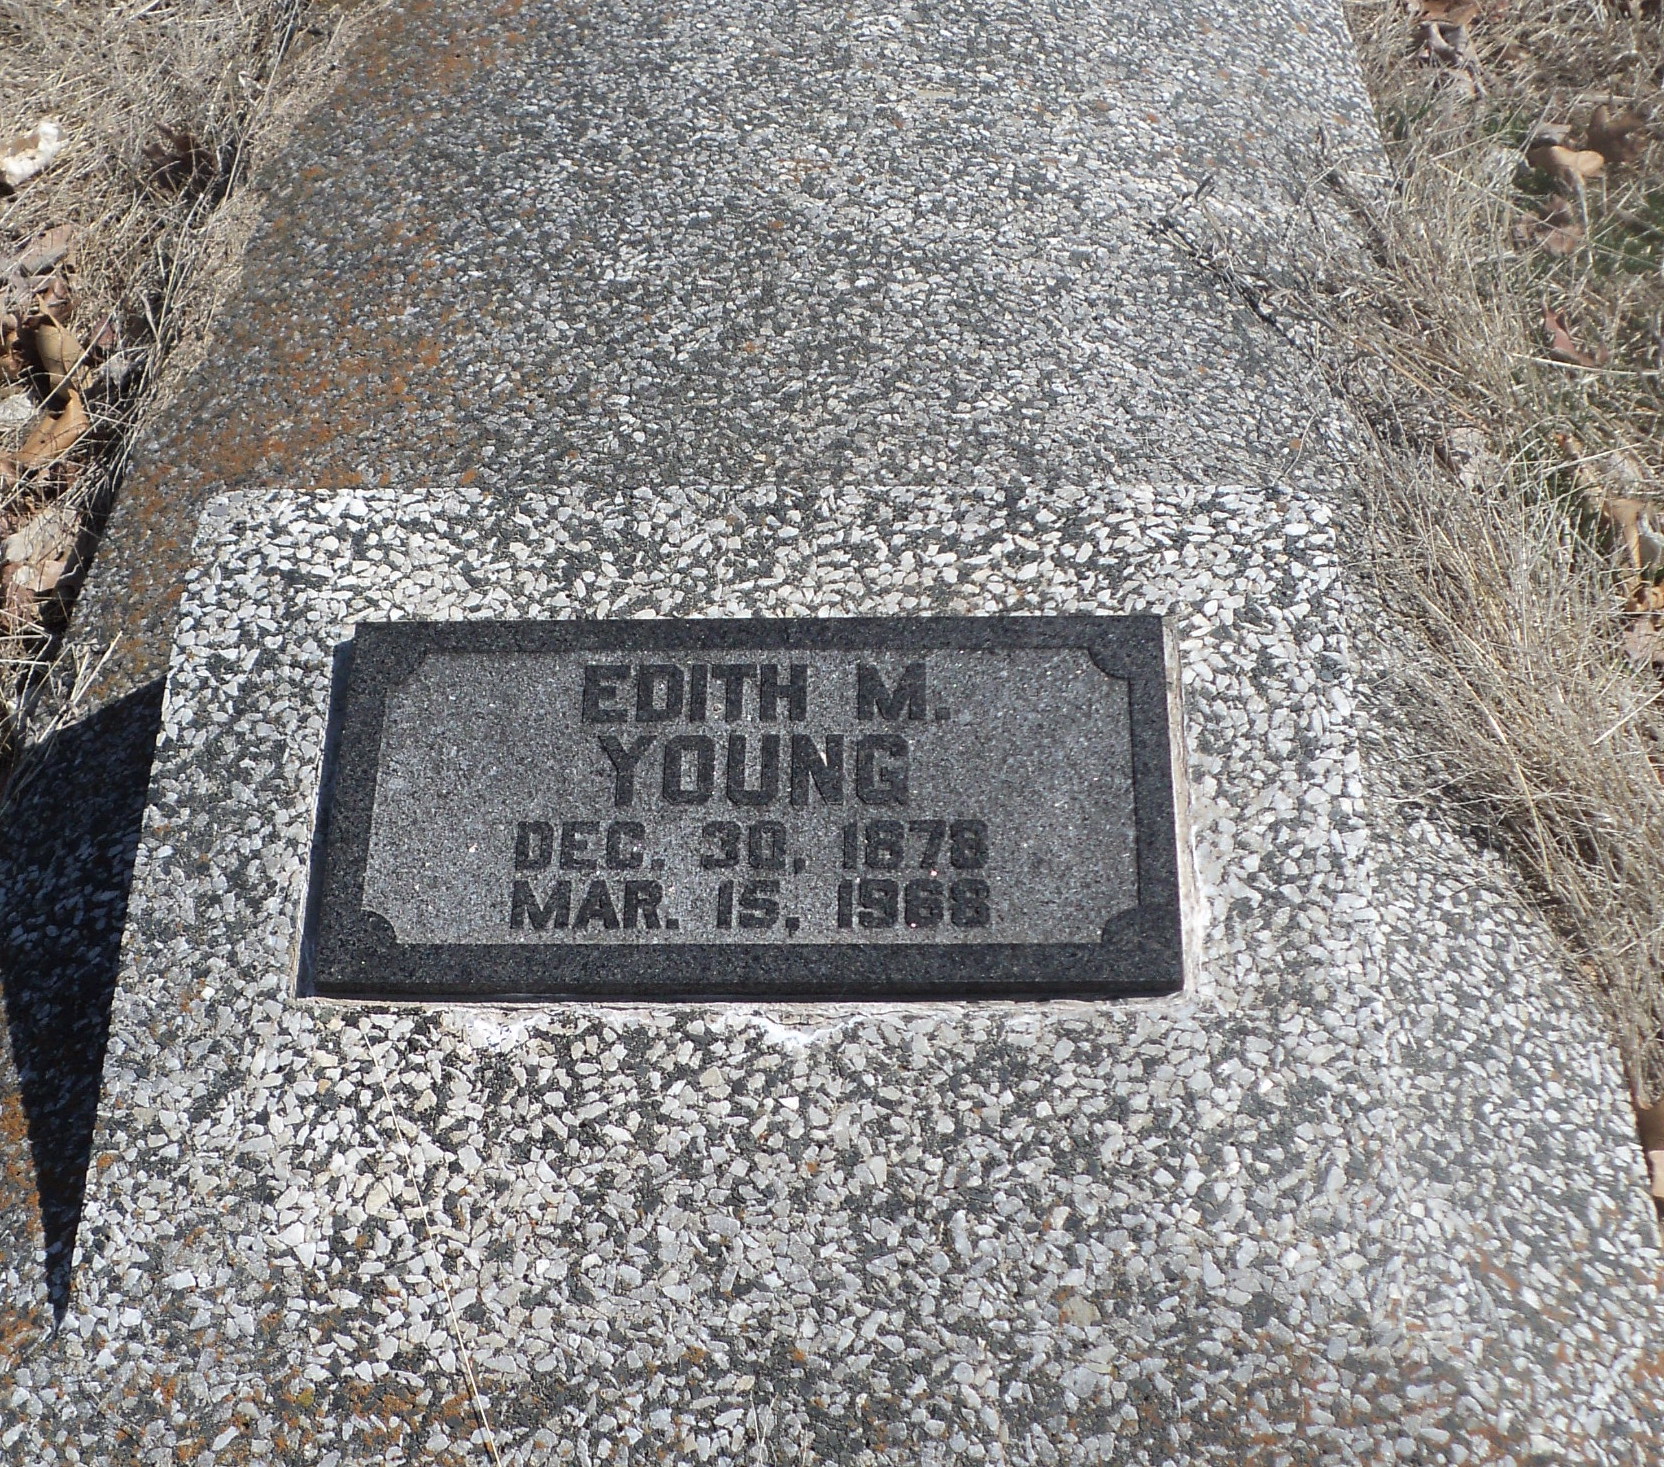 EDITH M.
YOUNG
DEC. 30, 1878
MAR. 15, 1968